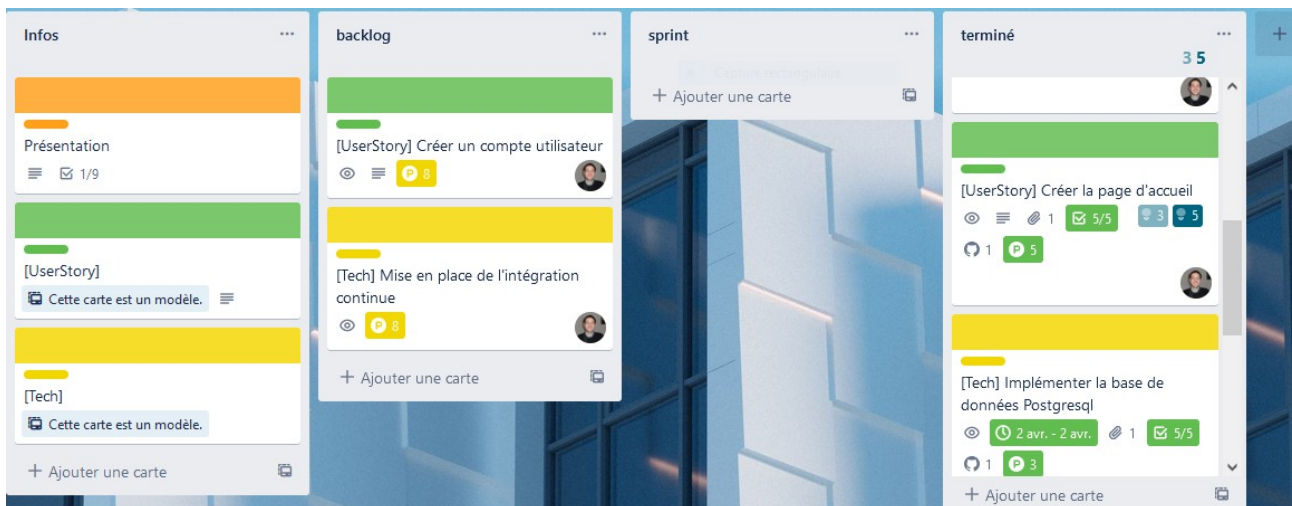 Infos
Présentation
1/9
[UserStory]
Cette carte est un modèle.
[Tech]
Cette carte est un modèle.
+ Ajouter une carte
backlog
[UserStory] Créer un compte utilisateur
P 8
[Tech] Mise en place de l'intégration
continue
P 8
+ Ajouter une carte
sprint
+ Ajouter une carte
terminé
3 5
[UserStory] Créer la page d'accueil
1 5/5 3 5
1 P 5
[Tech] Implémenter la base de
données Postgresql
2 avr. - 2 avr. 1 5/5
1 P 3
+ Ajouter une carte
+